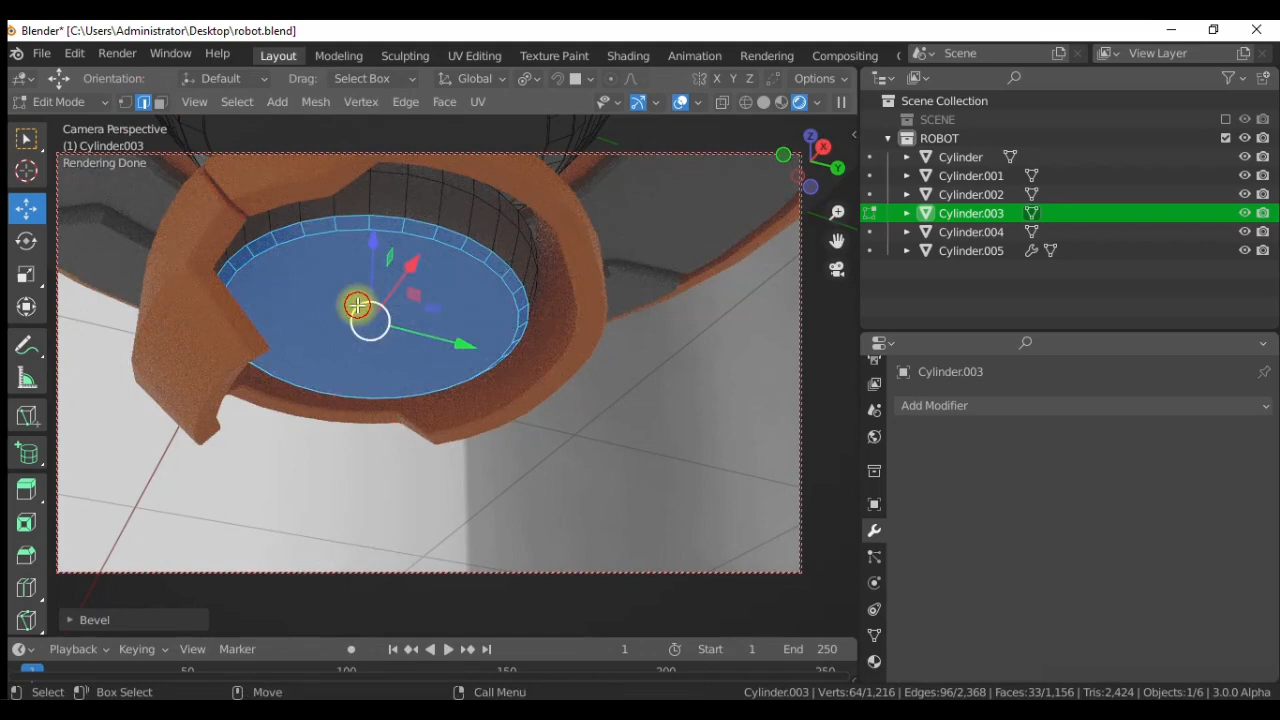 Blender* [C:\Users\Administrator\Desktop\robot.blend]
File Edit Render Window Help Layout Modeling Sculpting UV Editing Texture Paint Shading Animation Rendering Compositing Scene View Layer
Orientation: Default Drag: Select Box Global X Y Z Options
Edit Mode View Select Add Mesh Vertex Edge Face UV
Scene Collection
SCENE
ROBOT
Cylinder
Cylinder.001
Cylinder.002
Cylinder.003
Cylinder.004
Cylinder.005
Camera Perspective
(1) Cylinder.003
Rendering Done
Z
X
Y
Cylinder.003
Add Modifier
Bevel
Playback Keying View Marker 1 Start 1 End 250
1 50 100 150 200 250
Select Box Select Move Call Menu Cylinder.003 | Verts:64/1,216 | Edges:96/2,368 | Faces:33/1,156 | Tris:2,424 | Objects:1/6 | 3.0.0 Alpha